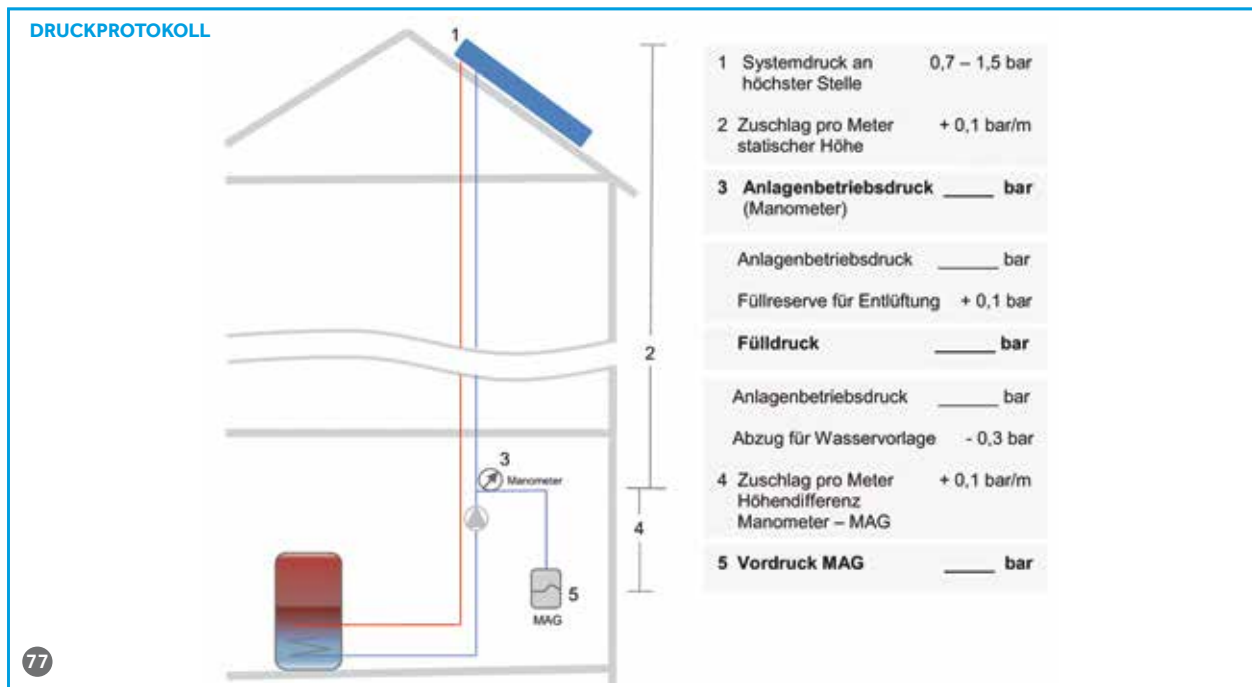 DRUCKPROTOKOLL
1
2
3
Manometer
4
5
MAG
1 Systemdruck an 0,7 – 1,5 bar
höchster Stelle
2 Zuschlag pro Meter + 0,1 bar/m
statischer Höhe
3 Anlagenbetriebsdruck _____ bar
(Manometer)
Anlagenbetriebsdruck ______ bar
Füllreserve für Entlüftung + 0,1 bar
Fülldruck ______ bar
Anlagenbetriebsdruck ______ bar
Abzug für Wasservorlage - 0,3 bar
4 Zuschlag pro Meter + 0,1 bar/m
Höhendifferenz
Manometer – MAG
5 Vordruck MAG _____ bar
77